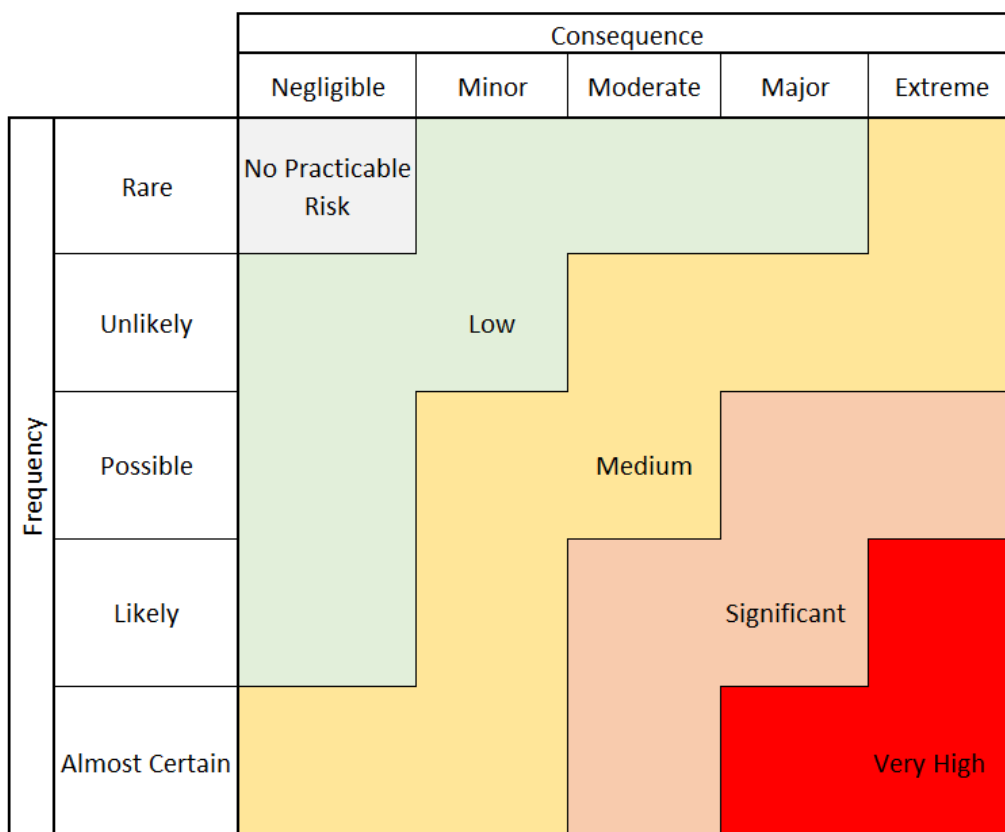 Consequence
Negligible
Minor
Moderate
Major
Extreme
Frequency
Rare
No Practicable
Risk
Unlikely
Low
Possible
Medium
Likely
Significant
Almost Certain
Very High